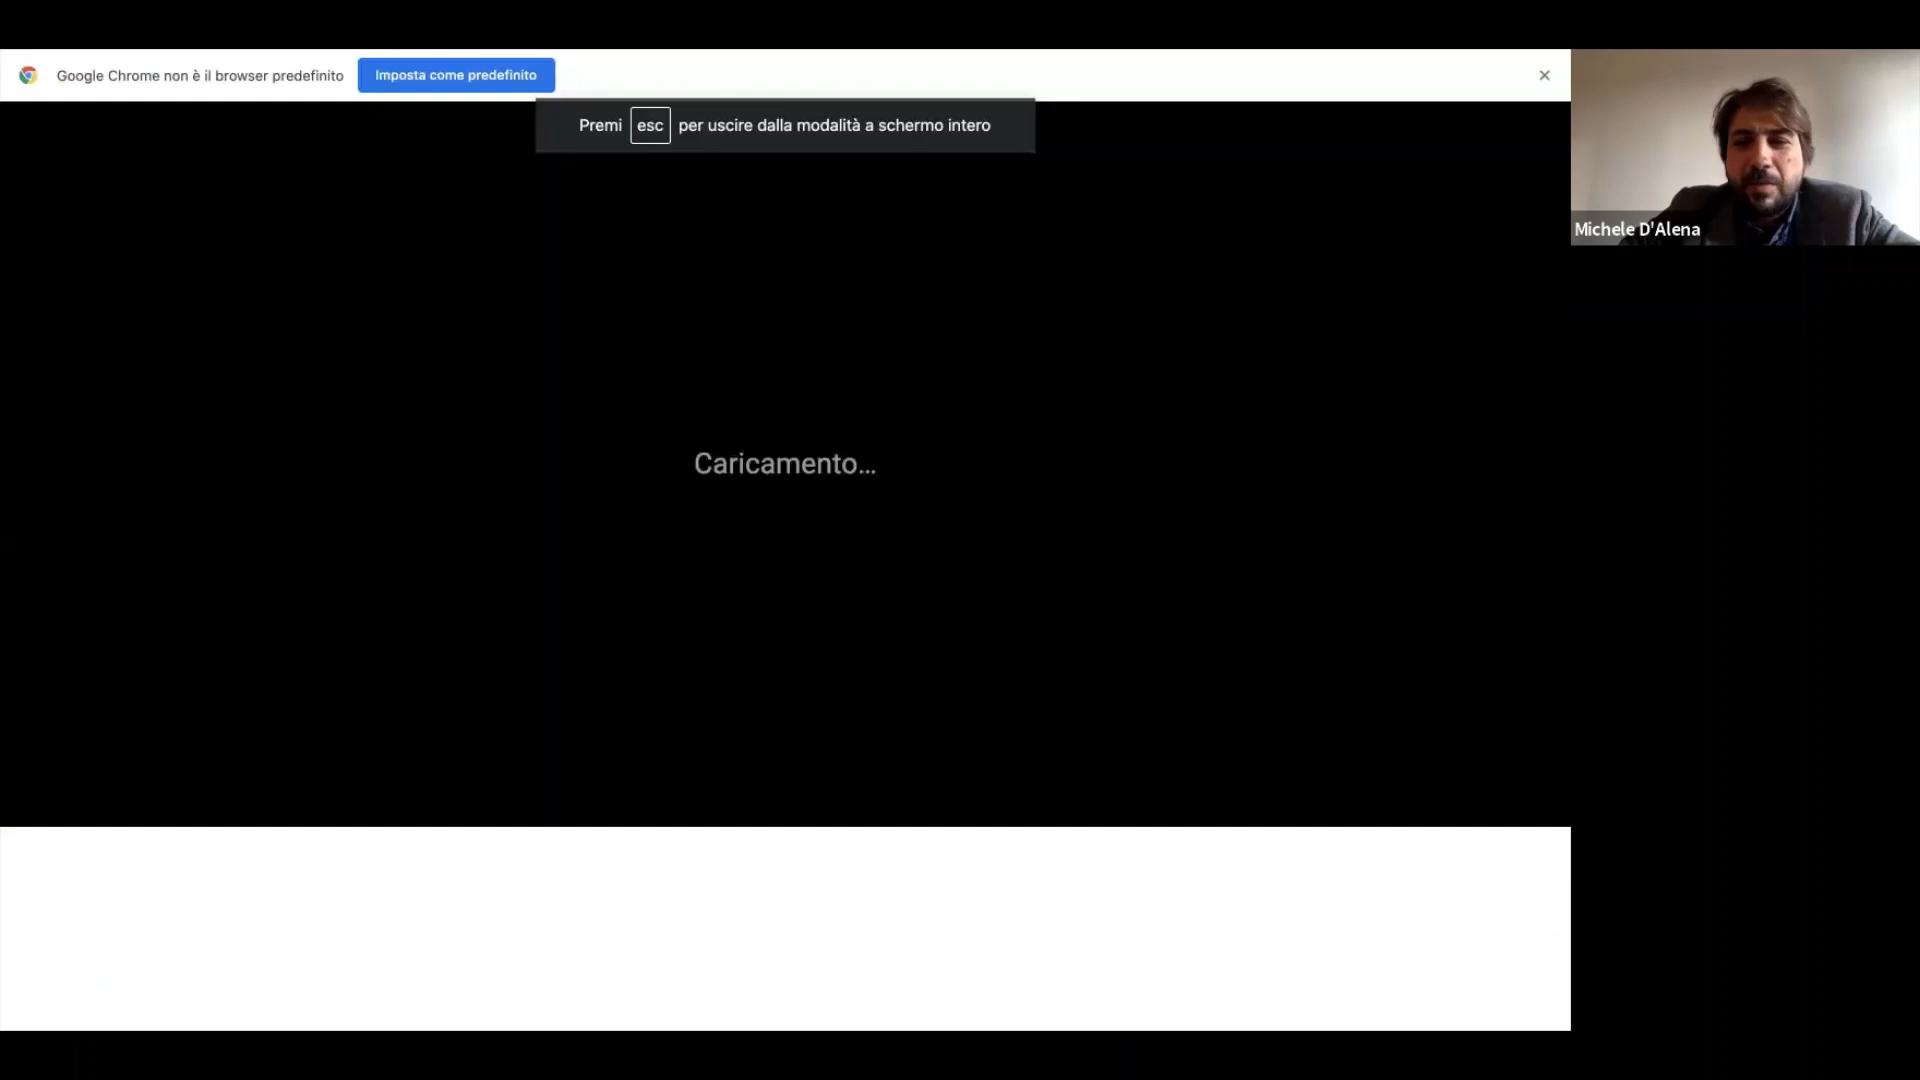 Google Chrome non è il browser predefinito Imposta come predefinito
Premi esc per uscire dalla modalità a schermo intero
Michele D'Alena
Caricamento...